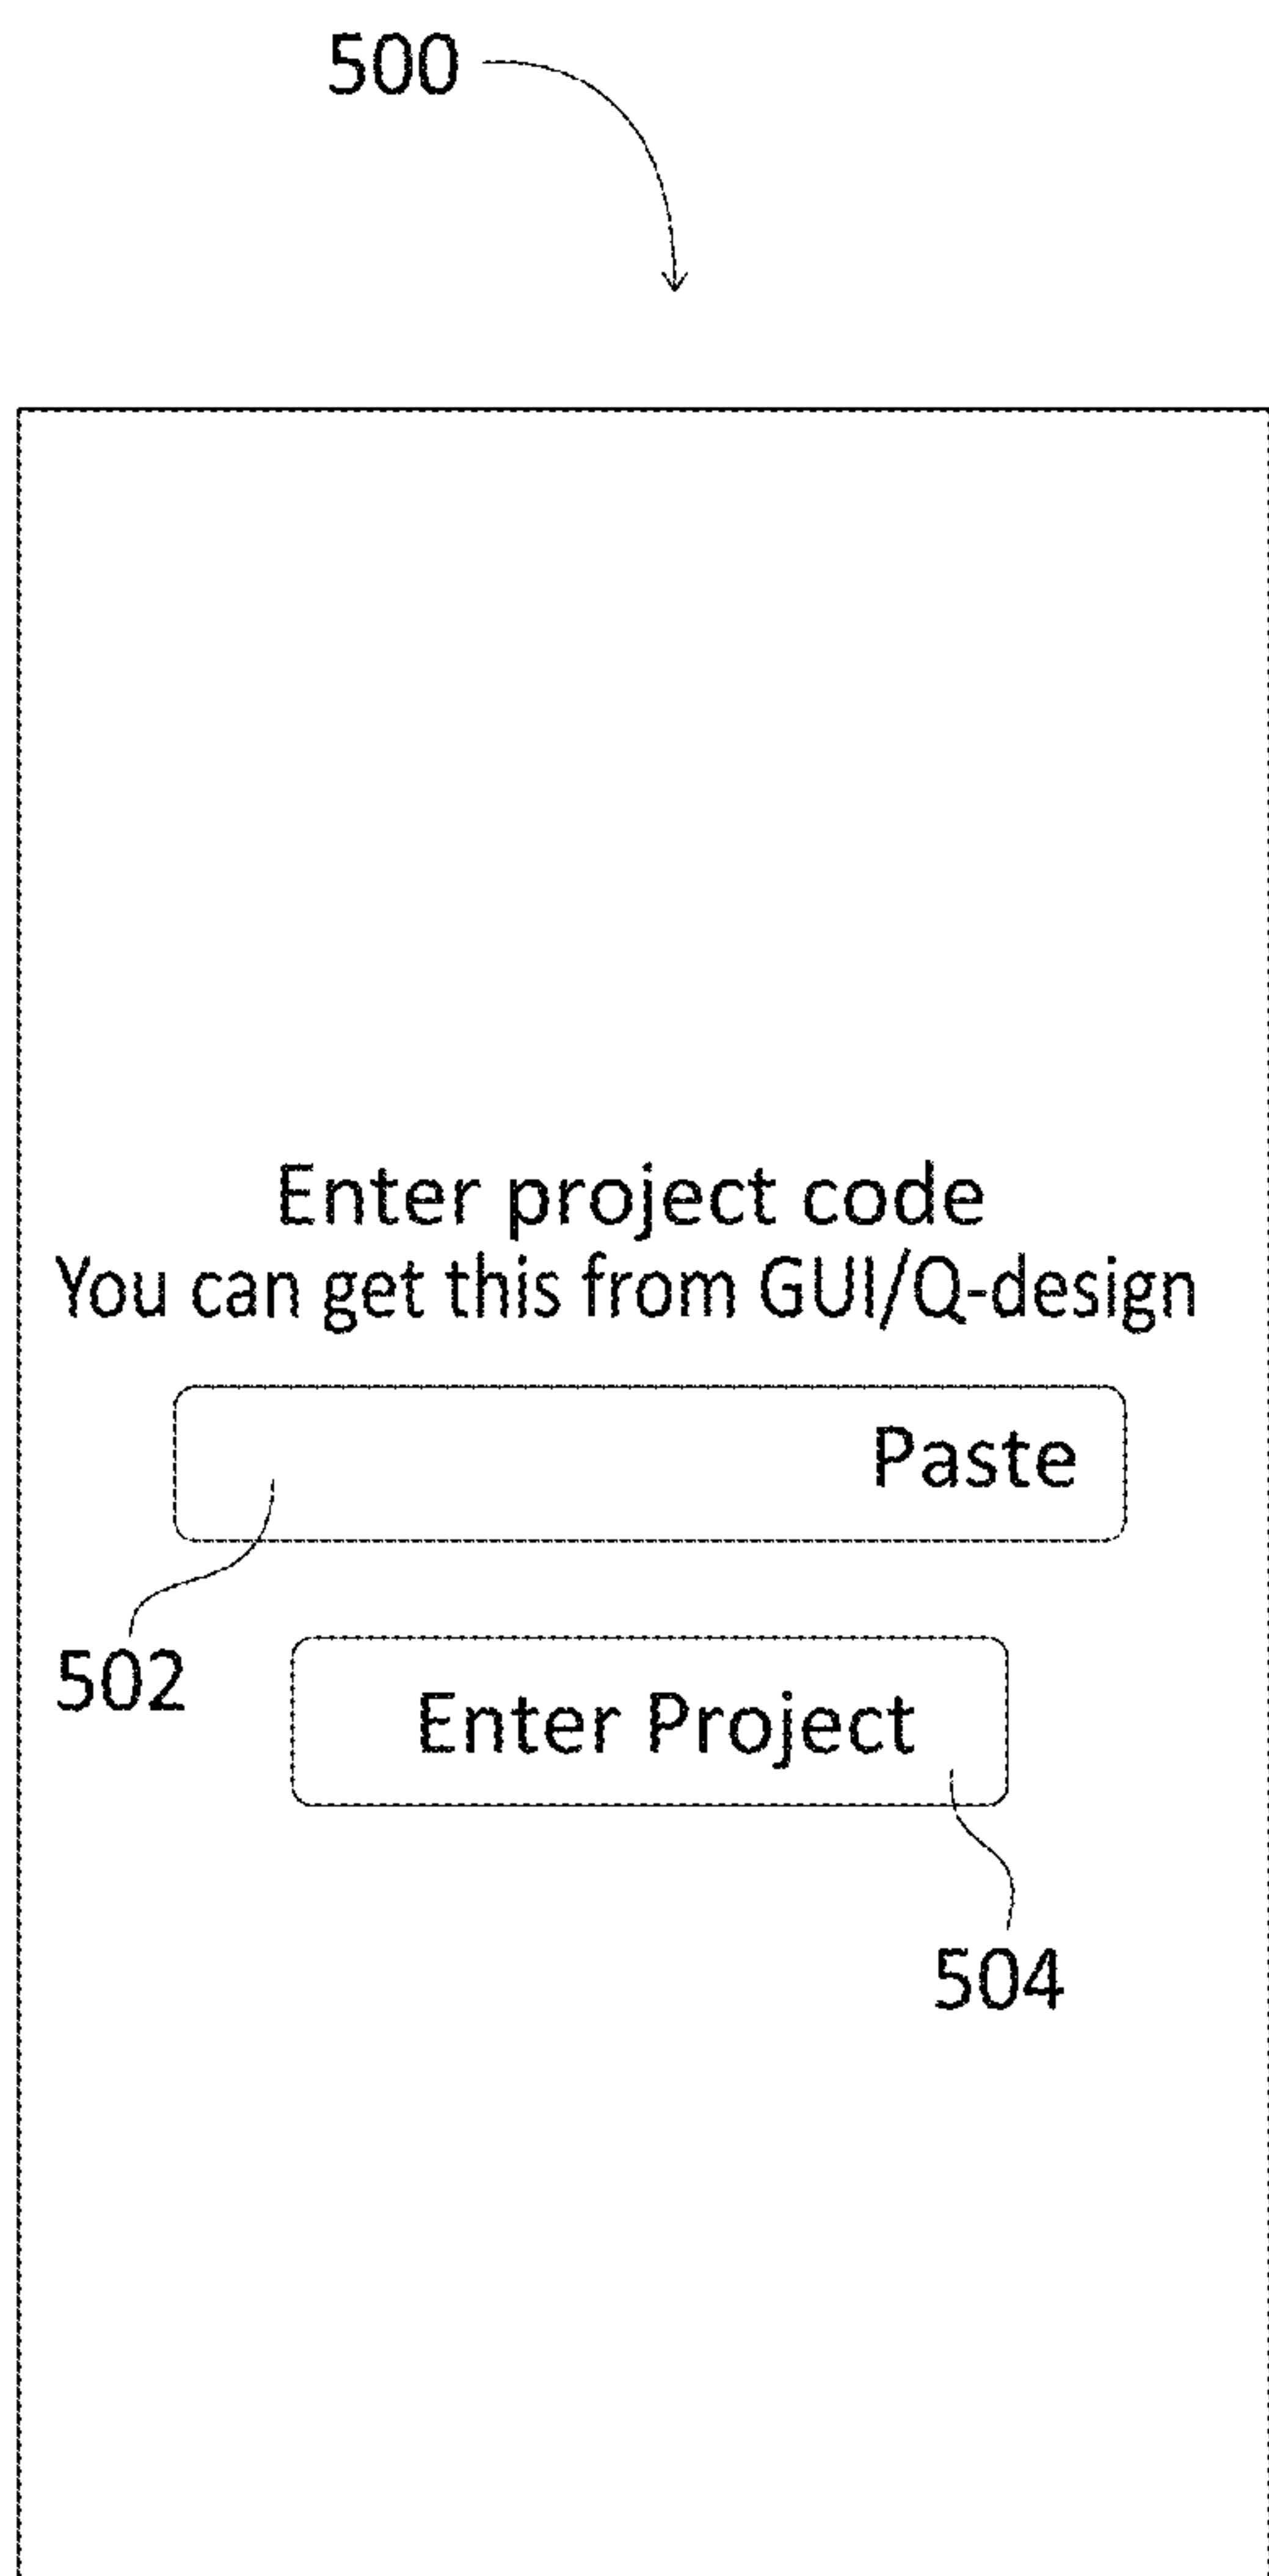 500
Enter project code
You can get this from GUI/Q-design
Paste
502
Enter Project
504